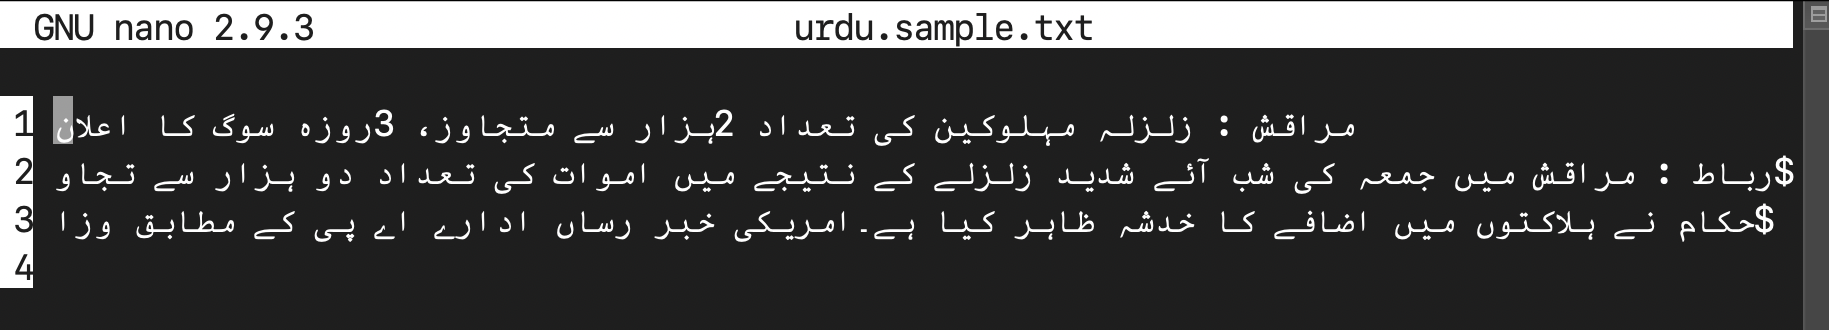 GNU nano 2.9.3 urdu.sample.txt
1 مراقش : زلزلہ مہلوکین کی تعداد 2ہزار سے متجاوز، 3روزہ سوگ کا اعلان
2 رباط : مراقش میں جمعہ کی شب آئے شدید زلزلے کے نتیجے میں اموات کی تعداد دو ہزار سے تجاو$
3 حکام نے ہلاکتوں میں اضافے کا خدشہ ظاہر کیا ہے۔امریکی خبر رساں ادارے اے پی کے مطابق وزا$
4